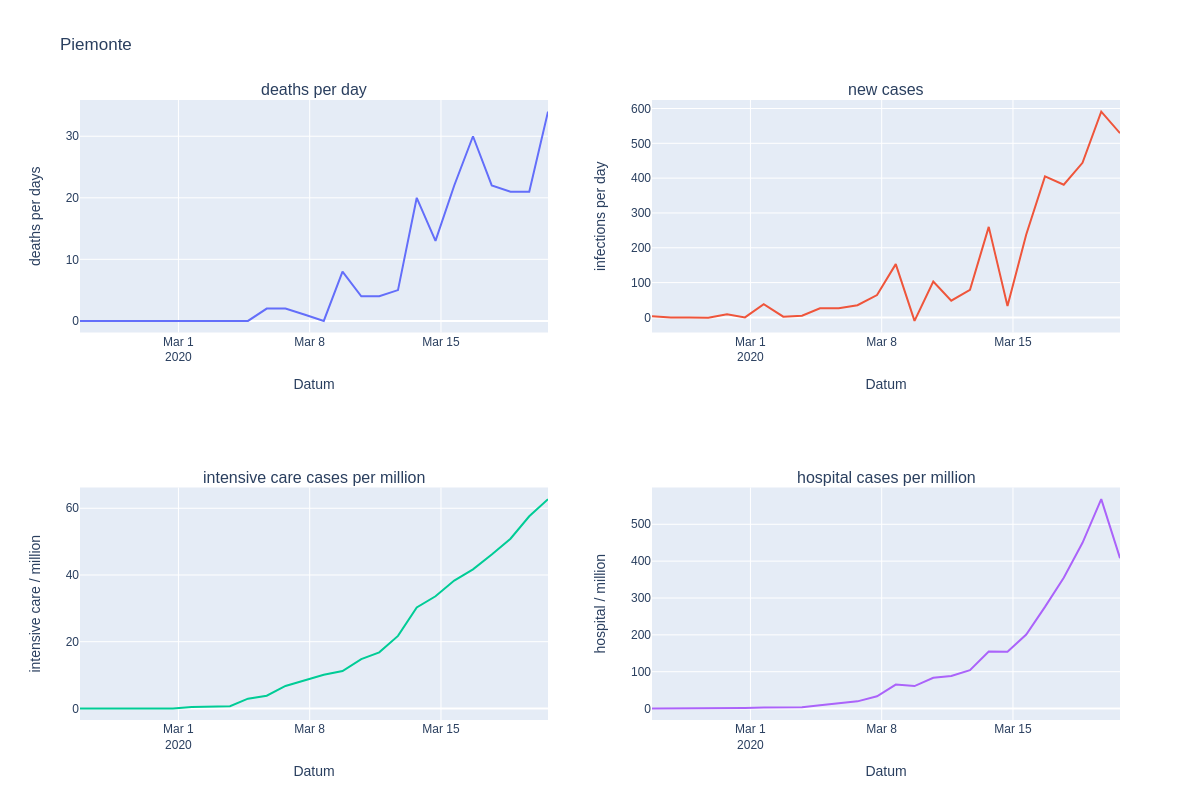 Piemonte
deaths per day
new cases
deaths per days
30
20
10
0
Mar 1
2020
Mar 8
Mar 15
Datum
infections per day
600
500
400
300
200
100
0
Mar 1
2020
Mar 8
Mar 15
Datum
intensive care cases per million
hospital cases per million
intensive care / million
60
40
20
0
Mar 1
2020
Mar 8
Mar 15
Datum
hospital / million
500
400
300
200
100
0
Mar 1
2020
Mar 8
Mar 15
Datum